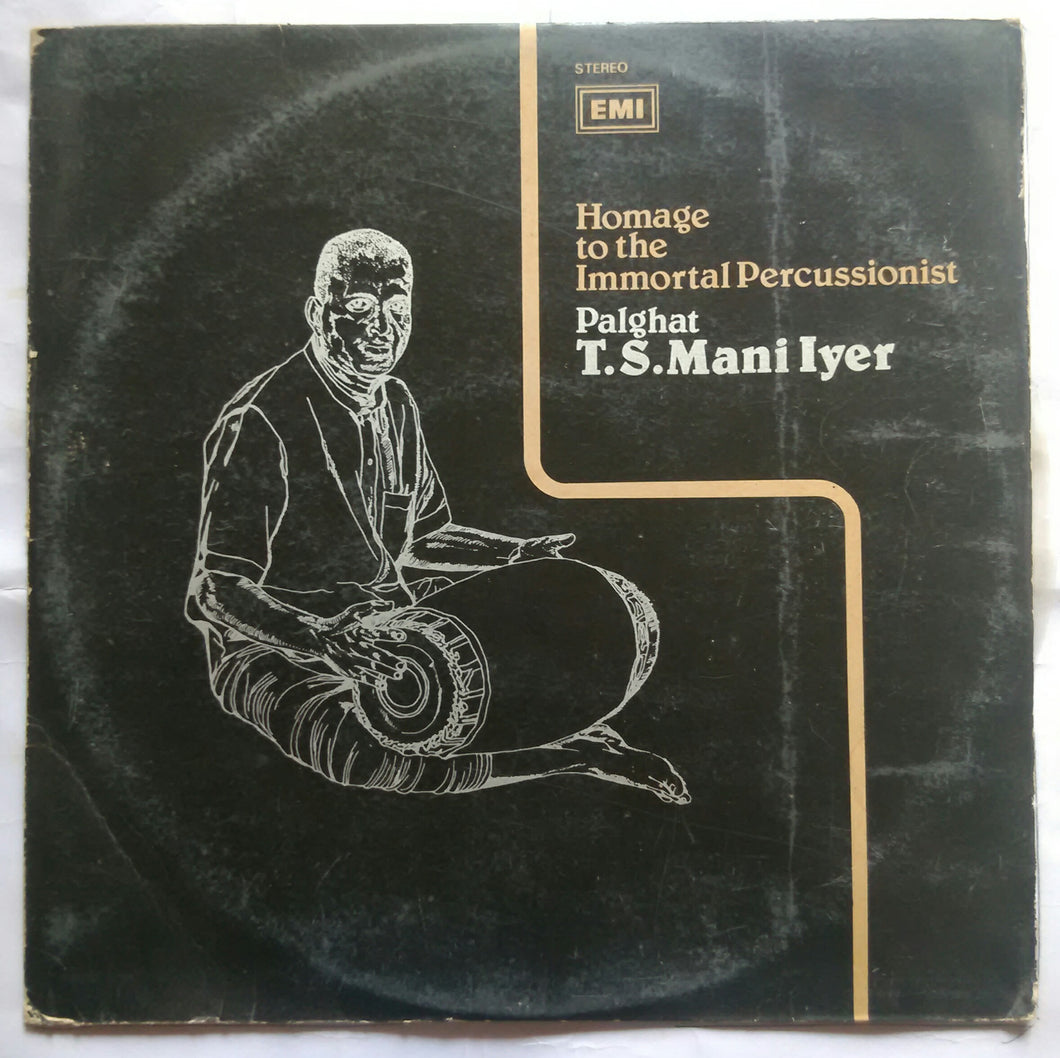 STEREO
EMI
Homage
to the
Immortal Percussionist
Palghat
T.S.Mani Iyer